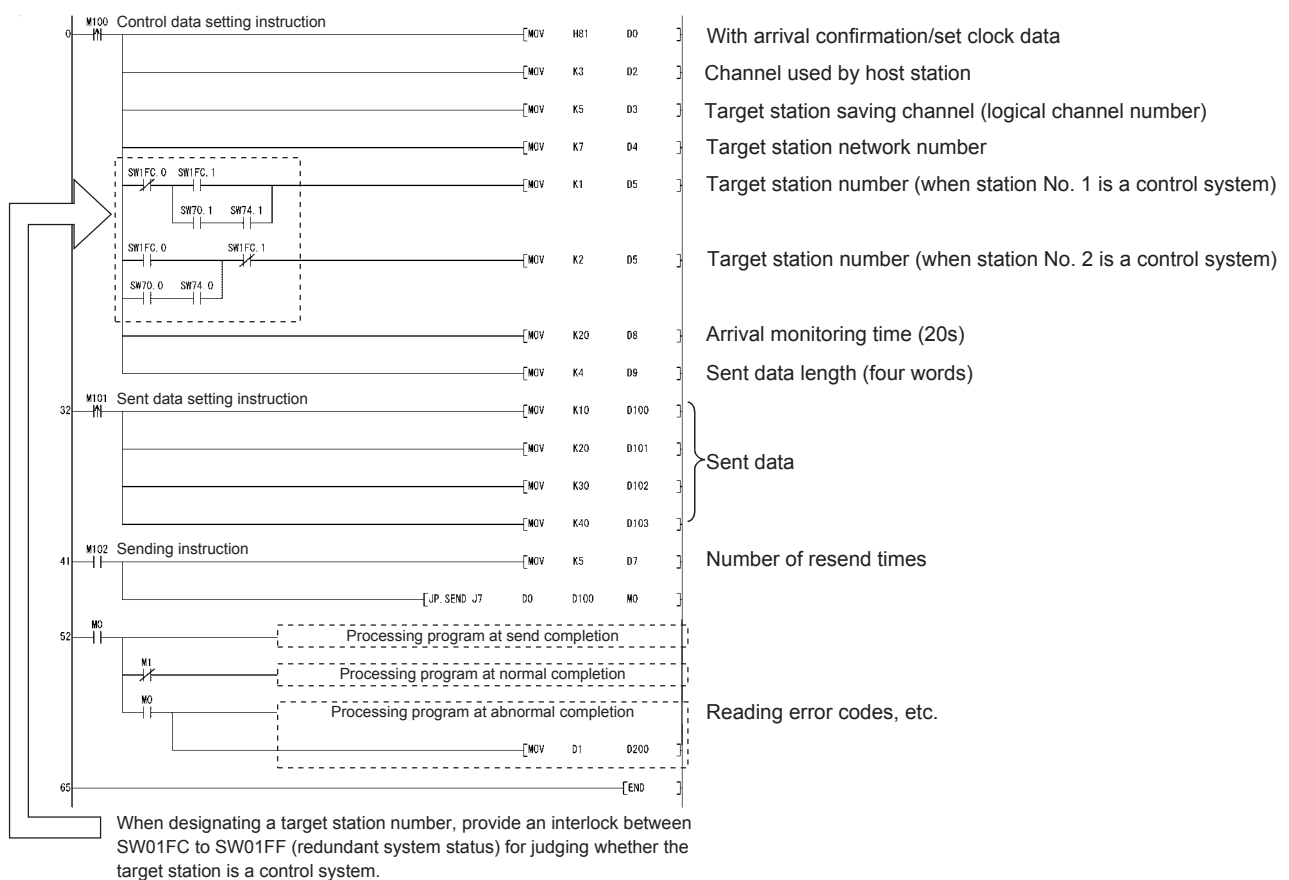 M100 Control data setting instruction
0 [MOV H81 D0 ] With arrival confirmation/set clock data
[MOV K3 D2 ] Channel used by host station
[MOV K5 D3 ] Target station saving channel (logical channel number)
[MOV K7 D4 ] Target station network number
SW1FC.0 SW1FC.1
[MOV K1 D5 ] Target station number (when station No. 1 is a control system)
SW70.1 SW74.1
SW1FC.0 SW1FC.1
[MOV K2 D5 ] Target station number (when station No. 2 is a control system)
SW70.0 SW74.0
[MOV K20 D8 ] Arrival monitoring time (20s)
[MOV K4 D9 ] Sent data length (four words)
M101 Sent data setting instruction
32 [MOV K10 D100 ]
[MOV K20 D101 ]
Sent data
[MOV K30 D102 ]
[MOV K40 D103 ]
M102 Sending instruction
41 [MOV K5 D7 ] Number of resend times
[JP.SEND J7 D0 D100 M0 ]
M0
52 Processing program at send completion
M1
Processing program at normal completion
M0
Processing program at abnormal completion Reading error codes, etc.
[MOV D1 D200 ]
65 [END ]
When designating a target station number, provide an interlock between
SW01FC to SW01FF (redundant system status) for judging whether the
target station is a control system.